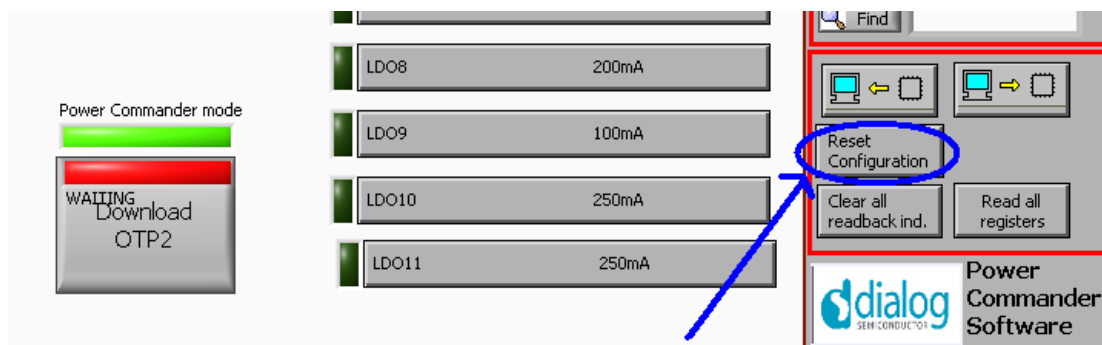 Find
LDO8 200mA
Power Commander mode
LDO9 100mA
Reset
Configuration
WAITING
Download
OTP2
LDO10 250mA
Clear all
readback ind.
Read all
registers
LDO11 250mA
dialog
SEMICONDUCTOR
Power
Commander
Software